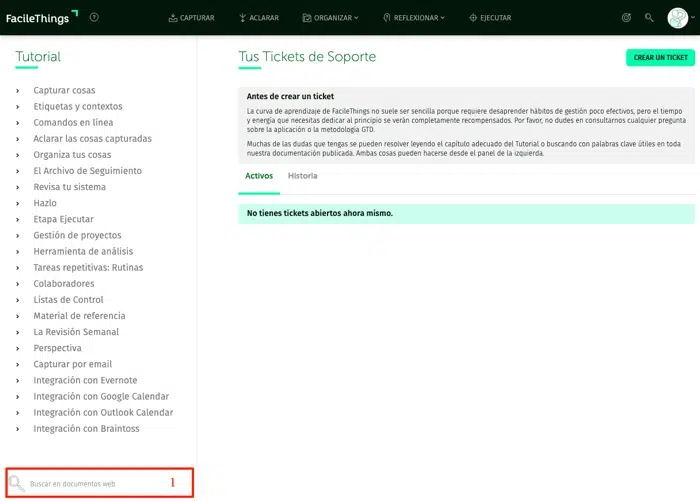 FacileThings
CAPTURAR
ACLARAR
ORGANIZAR
REFLEXIONAR
EJECUTAR
Tutorial
Capturar cosas
Etiquetas y contextos
Comandos en línea
Aclarar las cosas capturadas
Organiza tus cosas
El Archivo de Seguimiento
Revisa tu sistema
Hazlo
Etapa Ejecutar
Gestión de proyectos
Herramienta de análisis
Tareas repetitivas: Rutinas
Colaboradores
Listas de Control
Material de referencia
La Revisión Semanal
Perspectiva
Capturar por email
Integración con Evernote
Integración con Google Calendar
Integración con Outlook Calendar
Integración con Braintoss
Buscar en documentos web
1
Tus Tickets de Soporte
CREAR UN TICKET
Antes de crear un ticket
La curva de aprendizaje de FacileThings no suele ser sencilla porque requiere desaprender hábitos de gestión poco efectivos, pero el tiempo
y energía que necesitas dedicar al principio se verán completamente recompensados. Por favor, no dudes en consultarnos cualquier pregunta
sobre la aplicación o la metodología GTD.
Muchas de las dudas que tengas se pueden resolver leyendo el capítulo adecuado del Tutorial o buscando con palabras clave útiles en toda
nuestra documentación publicada. Ambas cosas pueden hacerse desde el panel de la izquierda.
Activos
Historia
No tienes tickets abiertos ahora mismo.